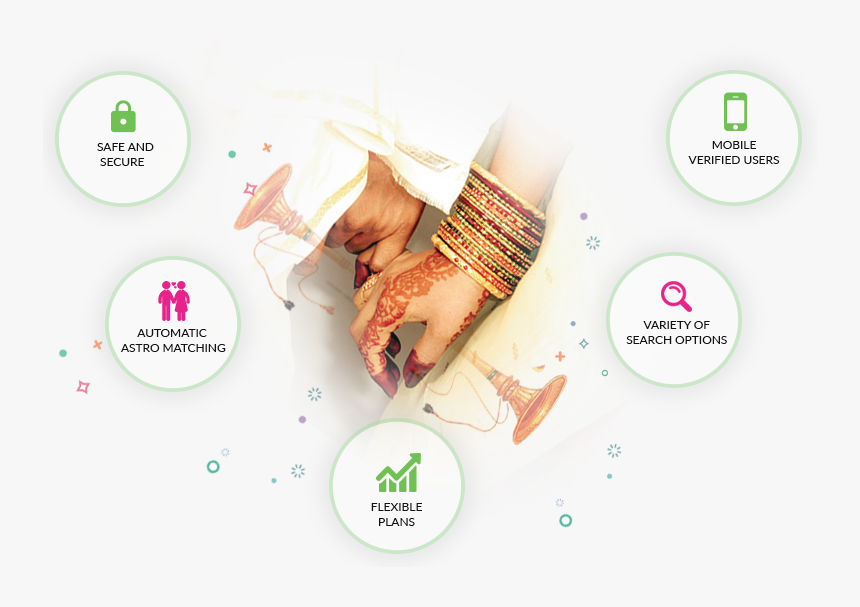 SAFE AND
SECURE
MOBILE
VERIFIED USERS
AUTOMATIC
ASTRO MATCHING
VARIETY OF
SEARCH OPTIONS
FLEXIBLE
PLANS